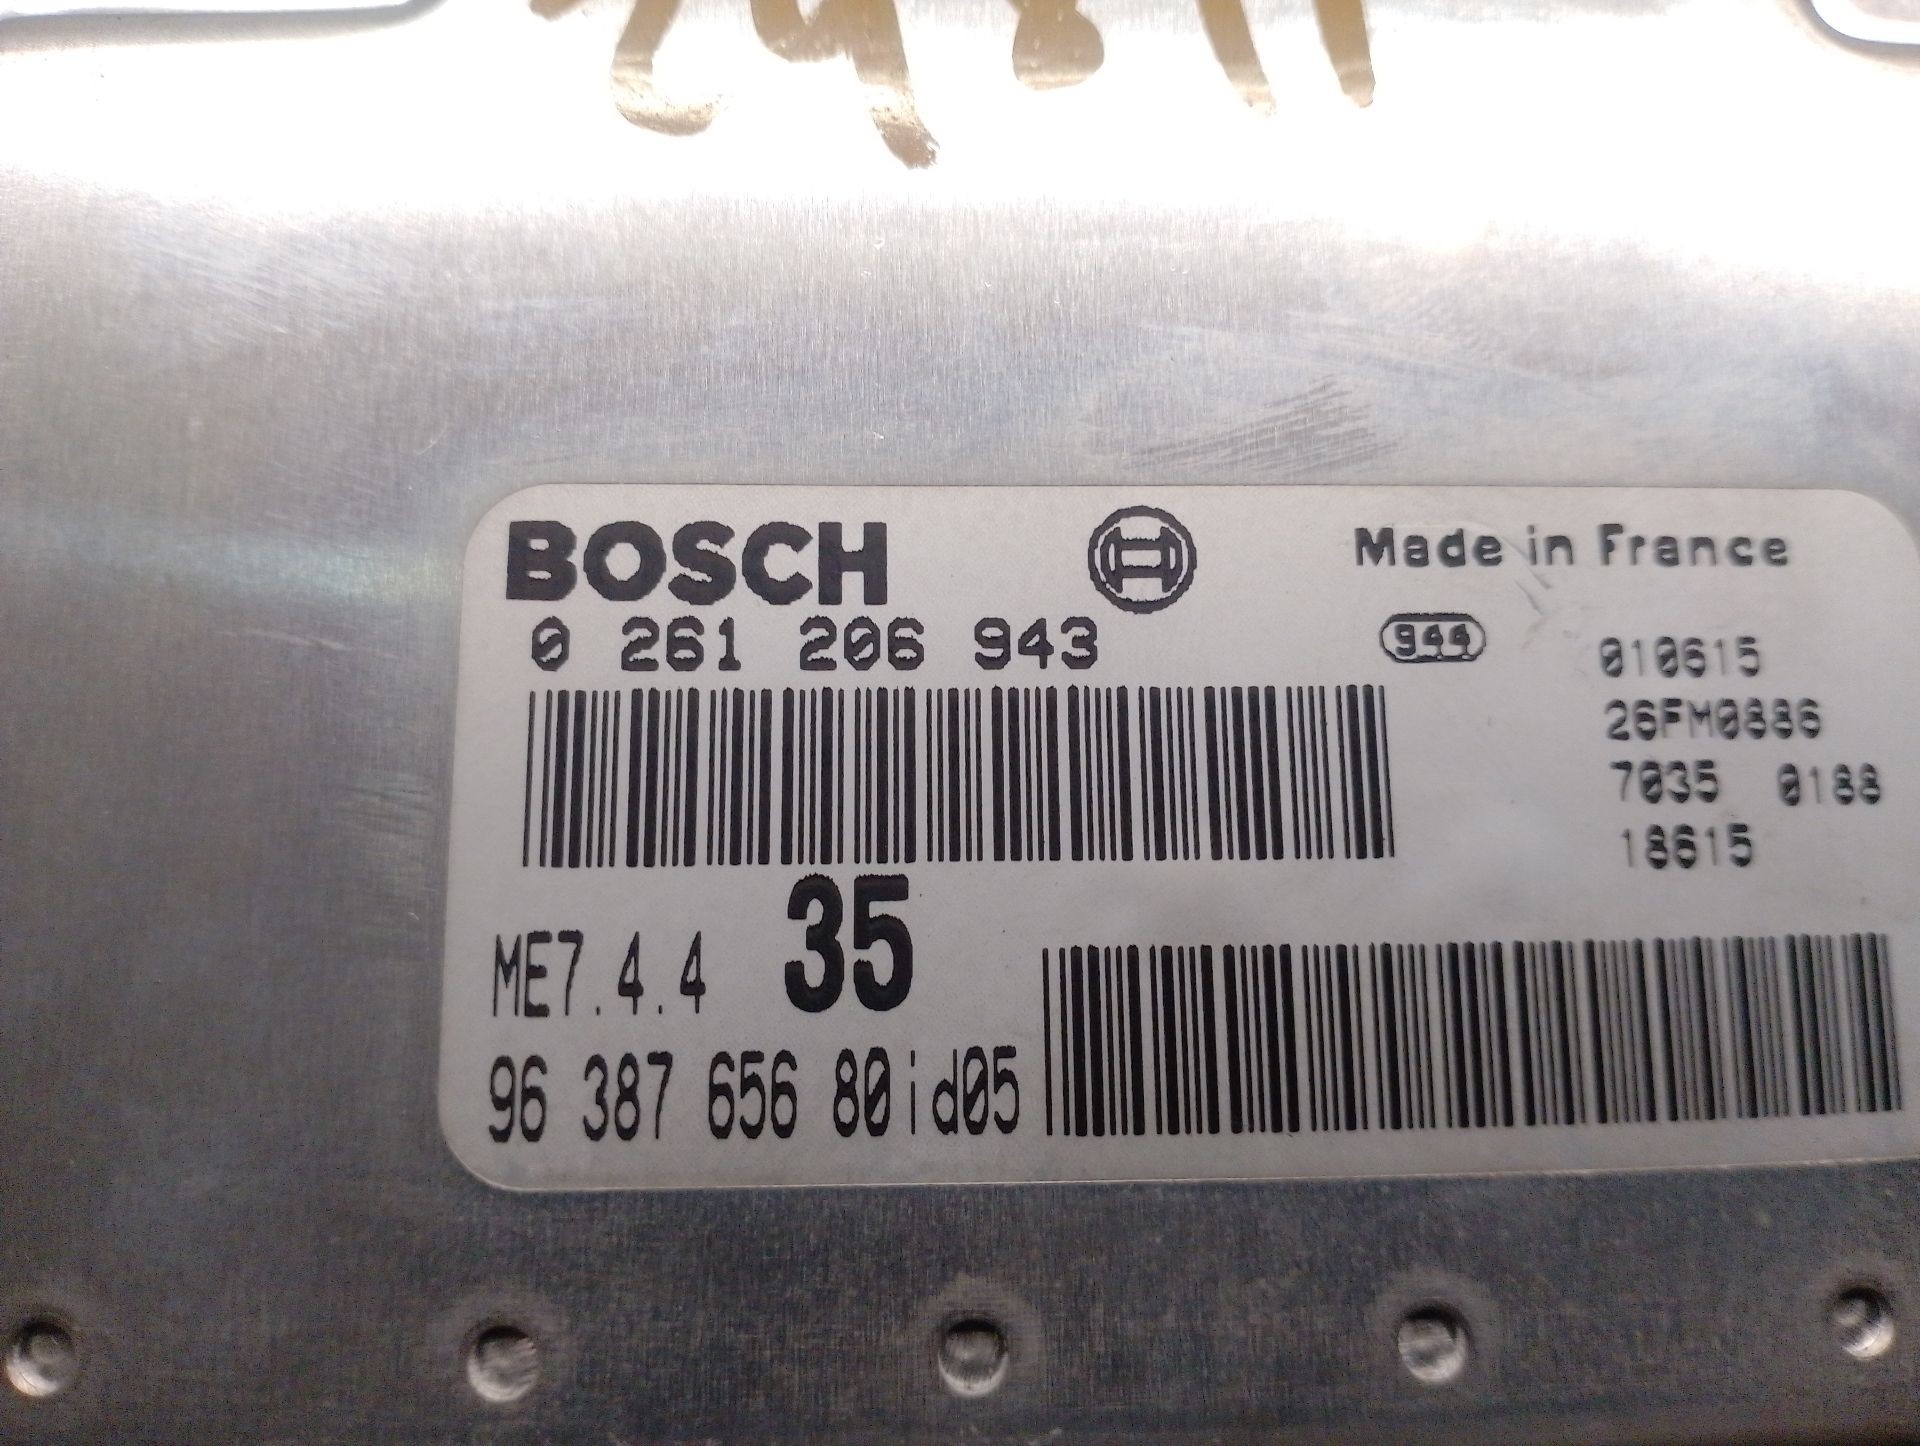 BOSCH
Made in France
0 261 206 943
944
010615
26FM0886
7035 0188
18615
ME7.4.4 35
96 387 656 80id05